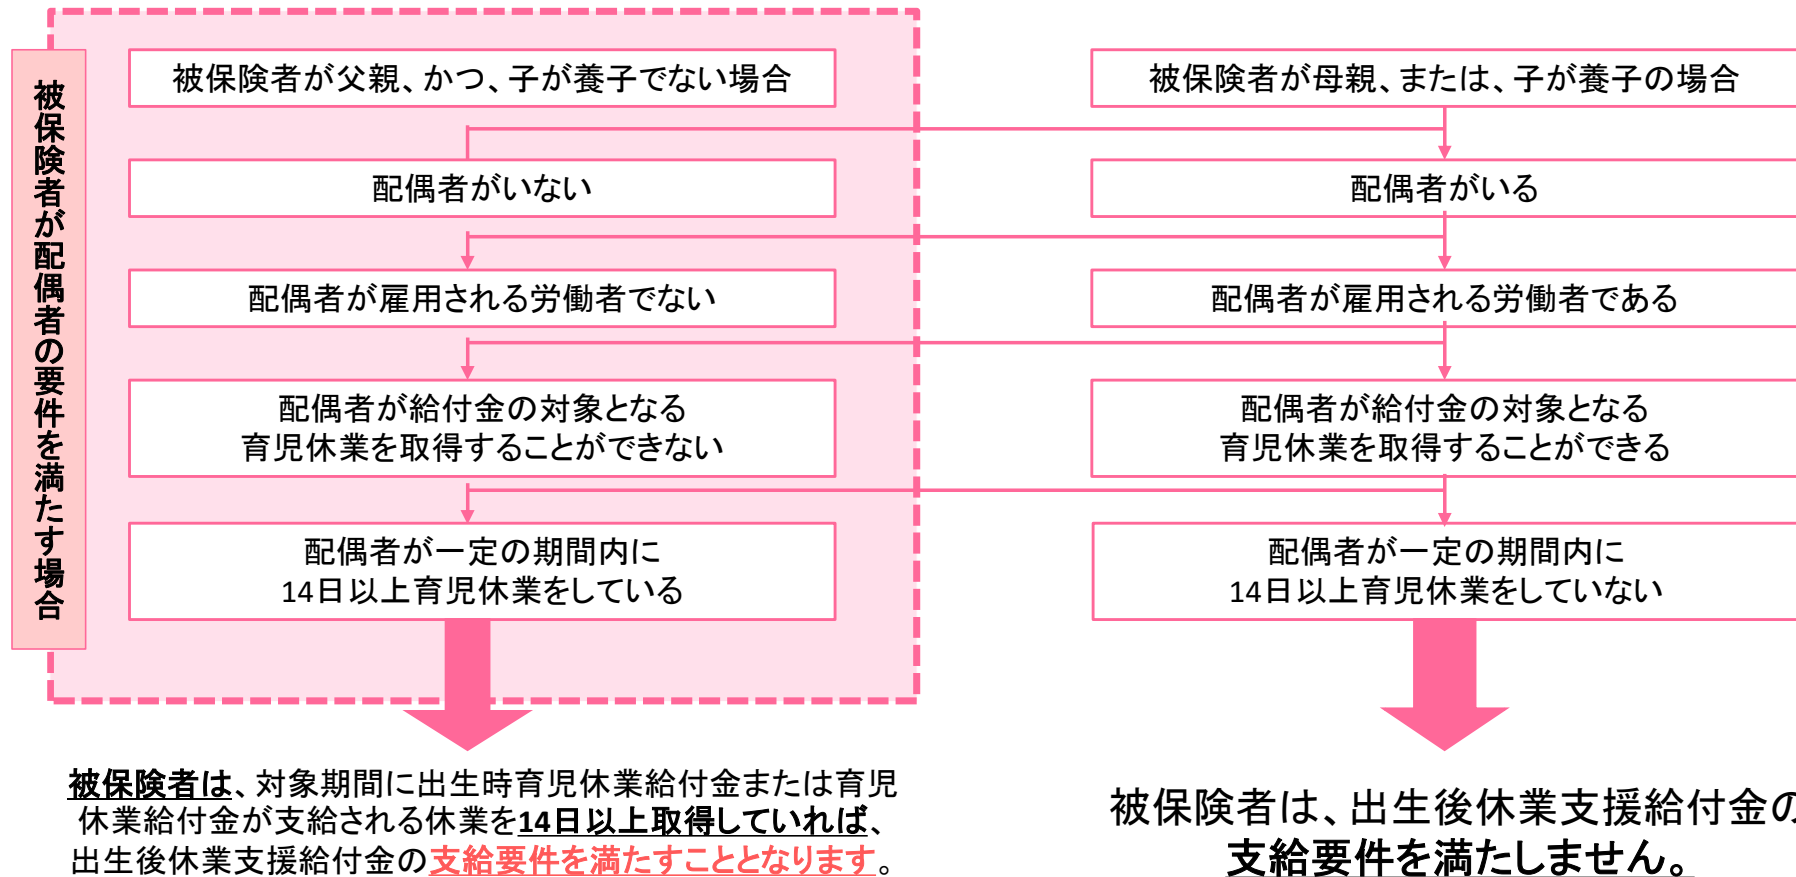 被保険者が配偶者の要件を満たす場合
被保険者が父親、かつ、子が養子でない場合
被保険者が母親、または、子が養子の場合
配偶者がいない
配偶者がいる
配偶者が雇用される労働者でない
配偶者が雇用される労働者である
配偶者が給付金の対象となる
育児休業を取得することができない
配偶者が給付金の対象となる
育児休業を取得することができる
配偶者が一定の期間内に
14日以上育児休業をしている
配偶者が一定の期間内に
14日以上育児休業をしていない
被保険者は、対象期間に出生時育児休業給付金または育児
休業給付金が支給される休業を14日以上取得していれば、
出生後休業支援給付金の支給要件を満たすこととなります。
被保険者は、出生後休業支援給付金の
支給要件を満たしません。